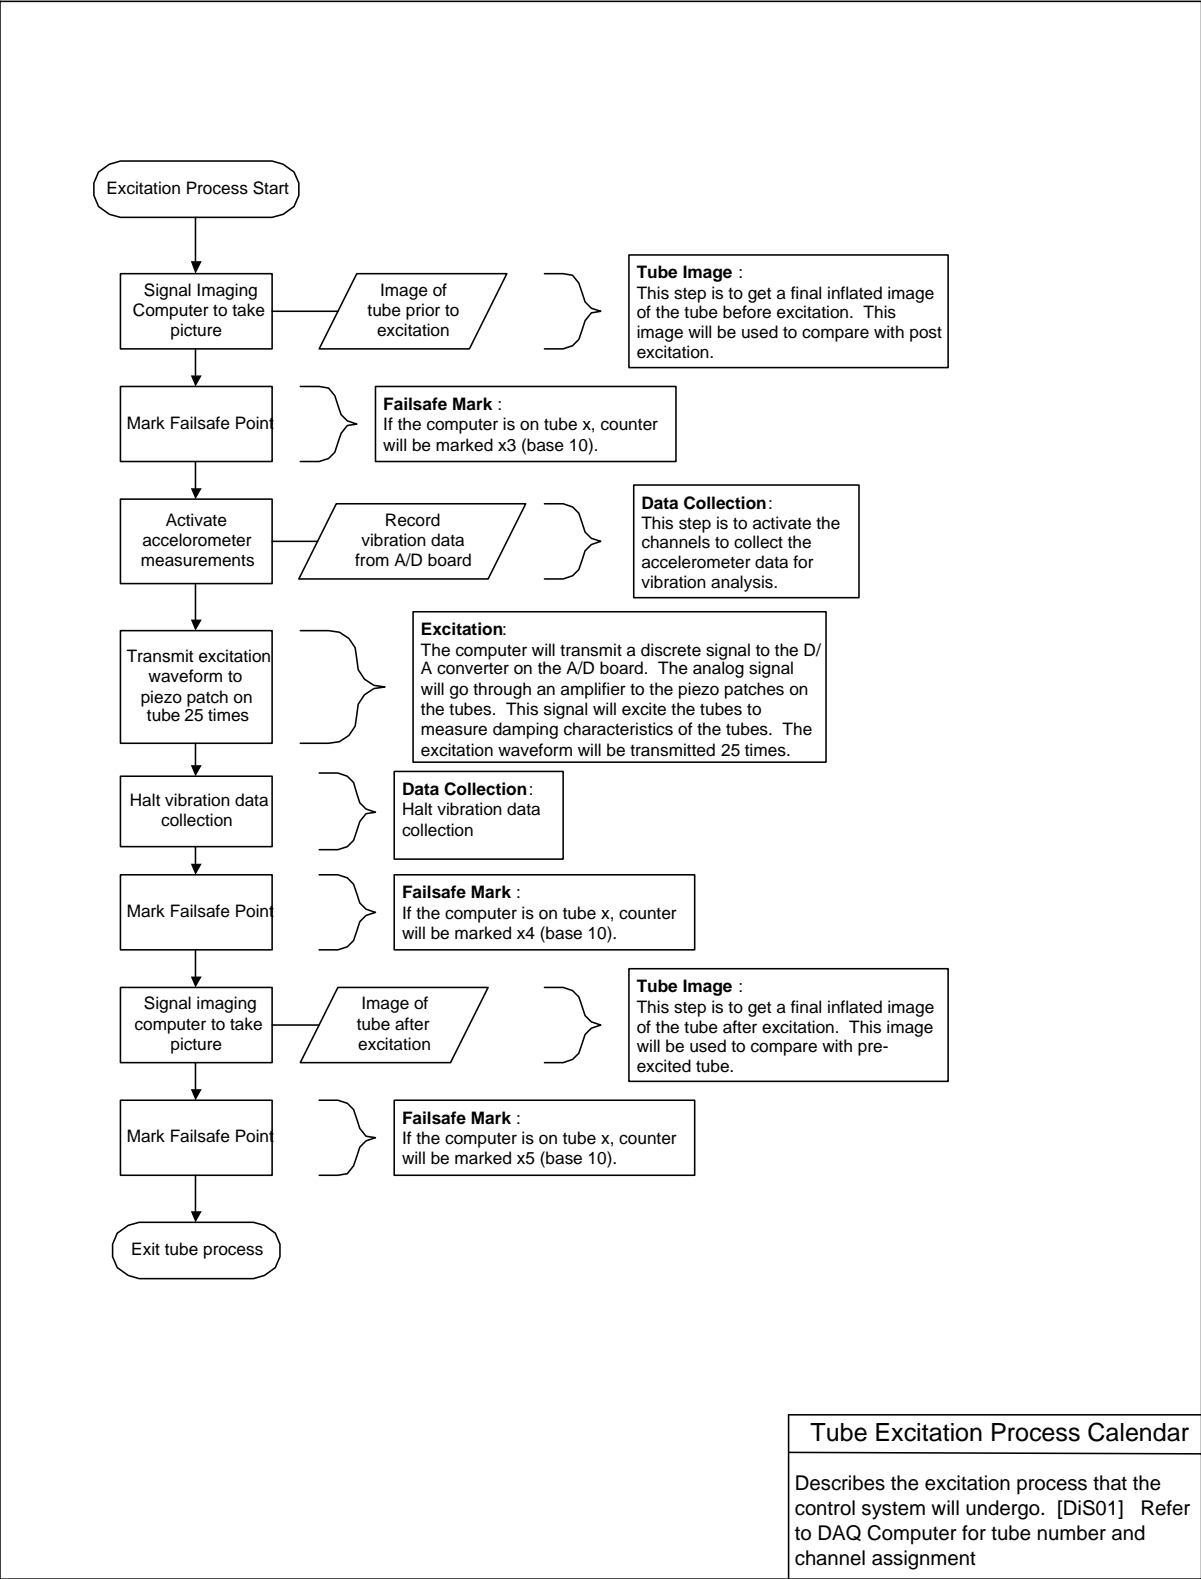 Excitation Process Start
Signal Imaging
Computer to take
picture
Image of
tube prior to
excitation
Tube Image :
This step is to get a final inflated image
of the tube before excitation. This
image will be used to compare with post
excitation.
Mark Failsafe Point
Failsafe Mark :
If the computer is on tube x, counter
will be marked x3 (base 10).
Activate
accelorometer
measurements
Record
vibration data
from A/D board
Data Collection:
This step is to activate the
channels to collect the
accelerometer data for
vibration analysis.
Transmit excitation
waveform to
piezo patch on
tube 25 times
Excitation:
The computer will transmit a discrete signal to the D/
A converter on the A/D board. The analog signal
will go through an amplifier to the piezo patches on
the tubes. This signal will excite the tubes to
measure damping characteristics of the tubes. The
excitation waveform will be transmitted 25 times.
Halt vibration data
collection
Data Collection:
Halt vibration data
collection
Mark Failsafe Point
Failsafe Mark :
If the computer is on tube x, counter
will be marked x4 (base 10).
Signal imaging
computer to take
picture
Image of
tube after
excitation
Tube Image :
This step is to get a final inflated image
of the tube after excitation. This image
will be used to compare with pre-
excited tube.
Mark Failsafe Point
Failsafe Mark :
If the computer is on tube x, counter
will be marked x5 (base 10).
Exit tube process
Tube Excitation Process Calendar
Describes the excitation process that the
control system will undergo. [DiS01] Refer
to DAQ Computer for tube number and
channel assignment